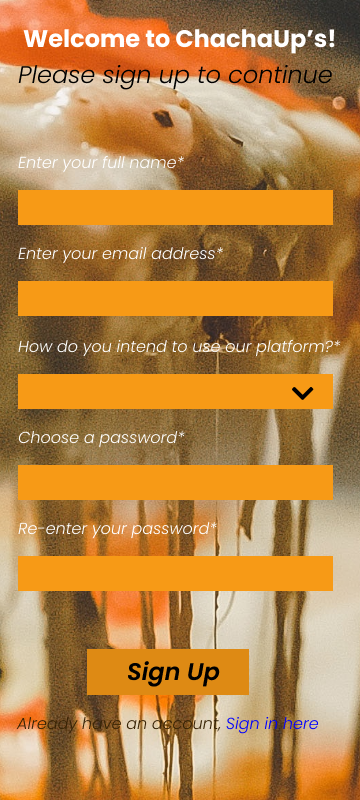 Welcome to ChachaUp’s!
Please sign up to continue
Enter your full name*
Enter your email address*
How do you intend to use our platform?*
Choose a password*
Re-enter your password*
Sign Up
Already have an account, Sign in here